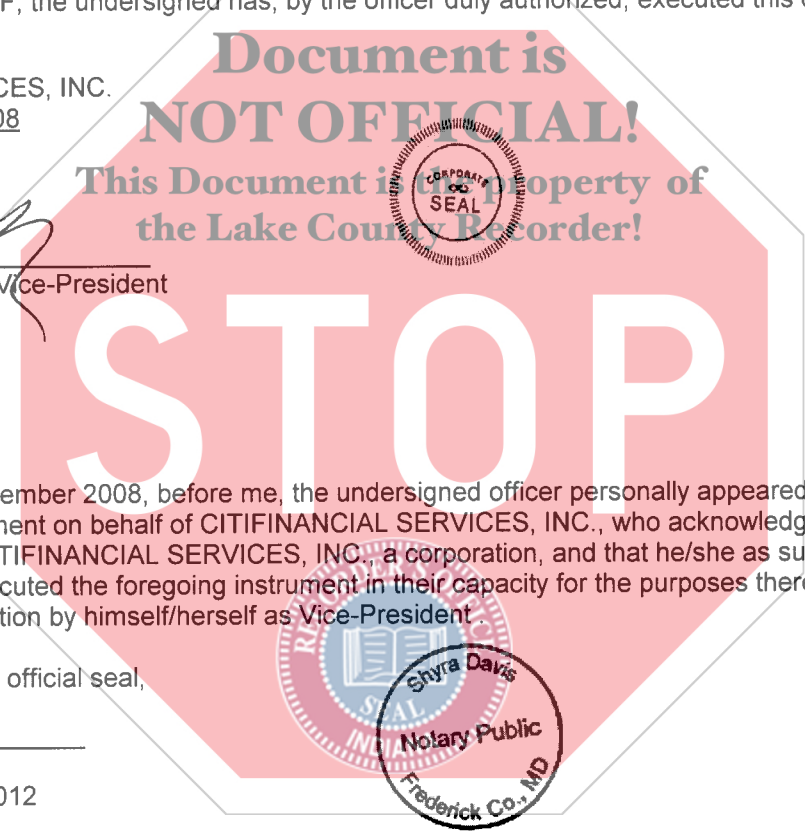 F, the undersigned has, by the officer duly authorized, executed this
Document is
CES, INC.
08
NOT OFFICIAL!
This Document is the property of
the Lake County Recorder!
CORPORATE
SEAL
Vice-President
STOP
ember 2008, before me, the undersigned officer personally appeared
ment on behalf of CITIFINANCIAL SERVICES, INC., who acknowledg
TIFINANCIAL SERVICES, INC., a corporation, and that he/she as su
cuted the foregoing instrument in their capacity for the purposes there
tion by himself/herself as Vice-President .
official seal,
SEAL
INDIANA
Shyra Davis
Notary Public
Frederick Co., MD
012